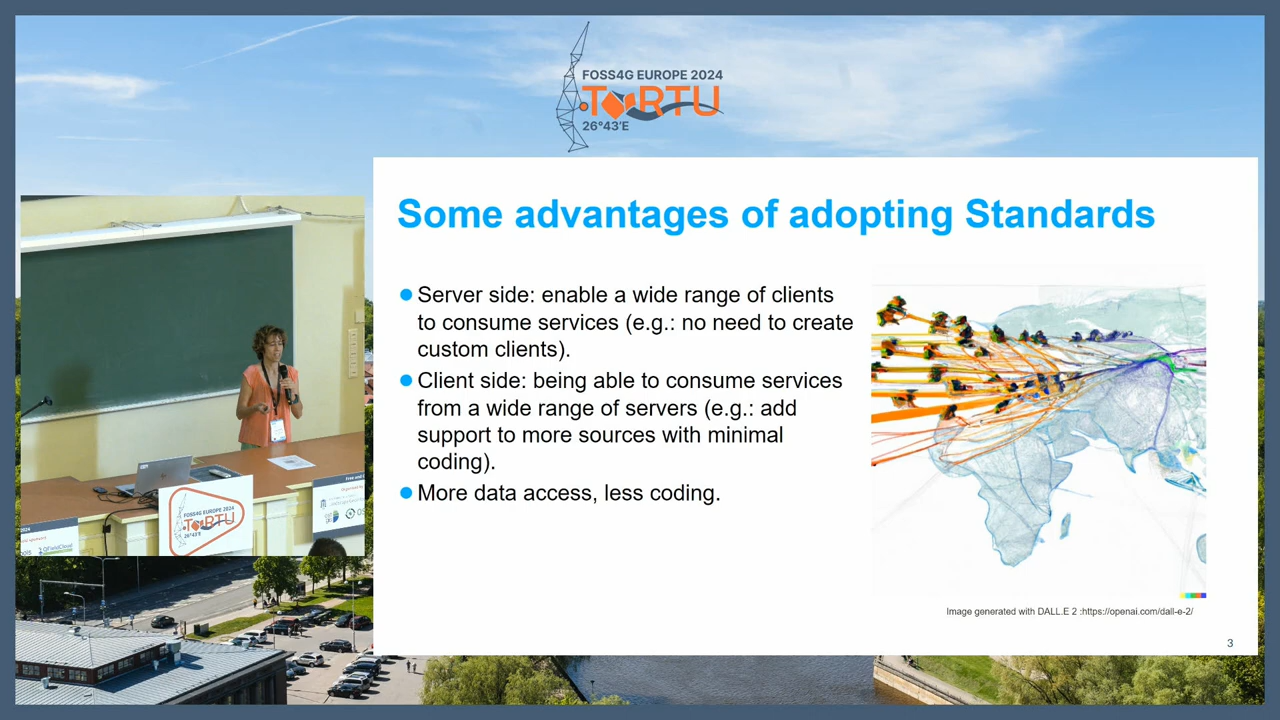 FOSS4G EUROPE 2024
TARTU
26°43'E
Some advantages of adopting Standards
Server side: enable a wide range of clients
to consume services (e.g.: no need to create
custom clients).
Client side: being able to consume services
from a wide range of servers (e.g.: add
support to more sources with minimal
coding).
More data access, less coding.
Image generated with DALL.E 2 :https://openai.com/dall-e-2/
3
FOSS4G EUROPE 2024
TARTU
26°43'E
QFieldCloud